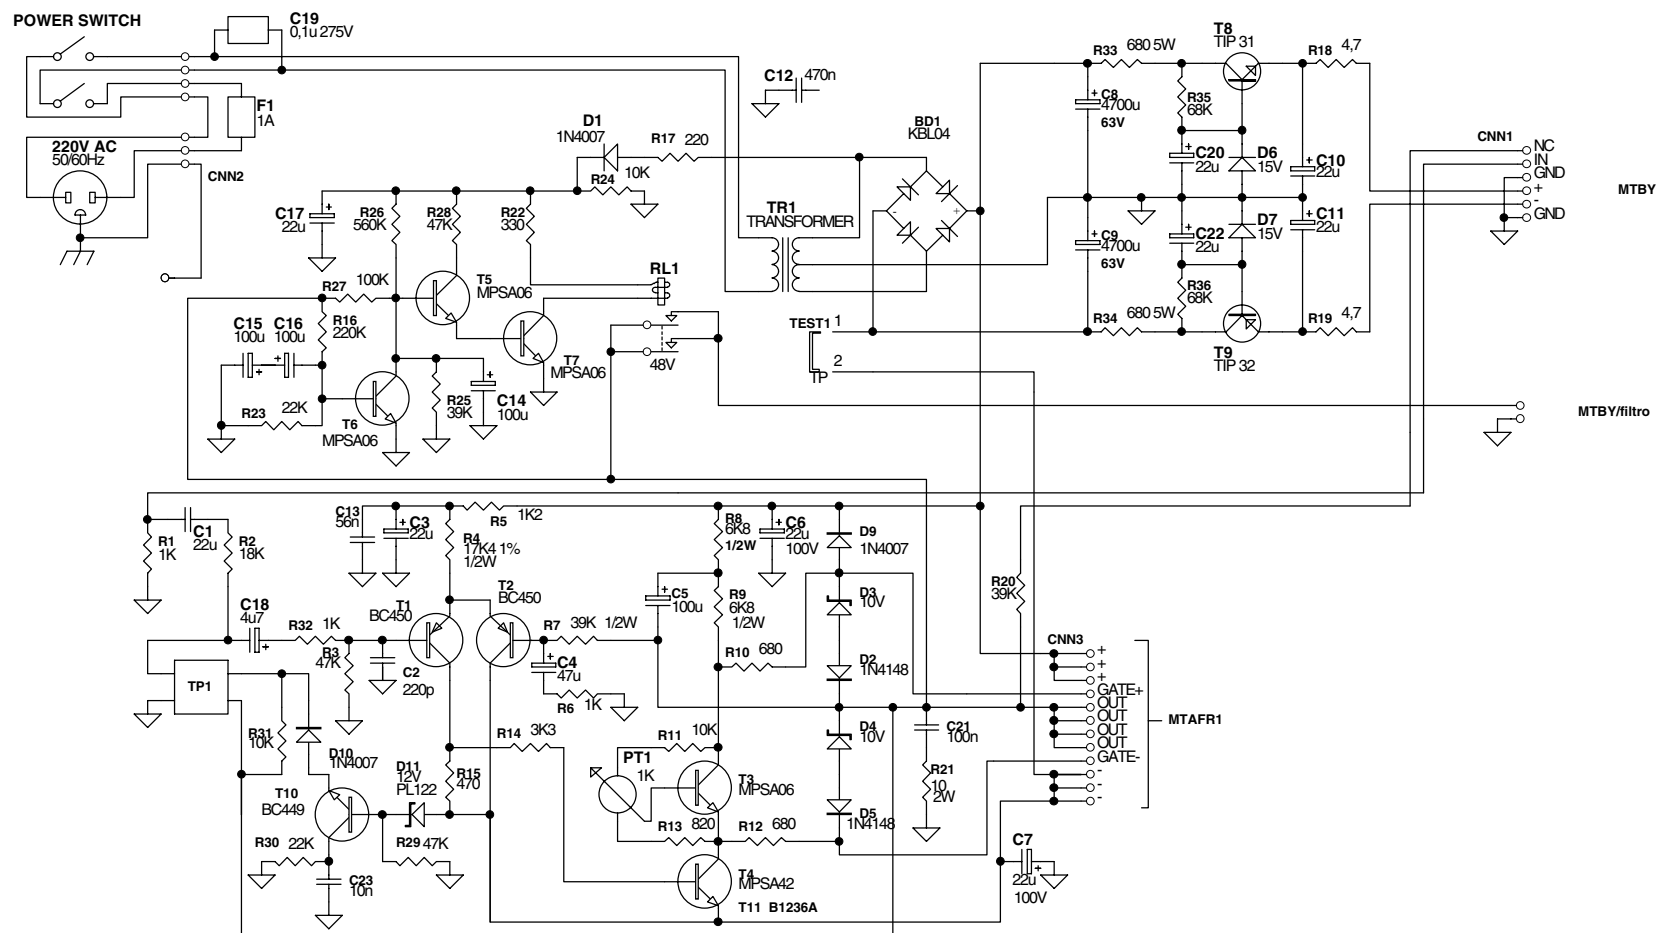 POWER SWITCH
C19
0,1u 275V
F1
1A
220V AC
50/60Hz
CNN2
C12
470n
D1
1N4007
R17
220
10K
R24
BD1
KBL04
TR1
TRANSFORMER
C17
22u
R26
560K
R28
47K
R22
330
R27
100K
T5
MPSA06
RL1
C15
100u
C16
100u
R16
220K
T7
MPSA06
48V
R23
22K
T6
MPSA06
R25
39K
C14
100u
TEST1
1
2
TP
R33
680 5W
T8
TIP 31
R18
4,7
C8
4700u
63V
R35
68K
C20
22u
D6
15V
C10
22u
C9
4700u
63V
C22
22u
D7
15V
C11
22u
R36
68K
R34
680 5W
R19
4,7
T9
TIP 32
-
+
CNN1
NC
IN
GND
+
-
GND
MTBY
MTBY/filtro
C1
22u
R1
1K
R2
18K
C13
56n
C3
22u
R5
1K2
R4
17K4 1%
1/2W
R8
6K8
1/2W
C6
22u
100V
D9
1N4007
T1
BC450
T2
BC450
C5
100u
R9
6K8
1/2W
D3
10V
R20
39K
C18
4u7
R32
1K
R3
47K
C2
220p
R7
39K
1/2W
C4
47u
R6
1K
R10
680
D2
1N4148
CNN3
+
+
+
GATE+
OUT
OUT
OUT
OUT
GATE-
-
-
-
MTAFR1
TP1
R31
10K
D10
1N4007
R14
3K3
R11
10K
D4
10V
C21
100n
PT1
1K
T3
MPSA06
R21
10
2W
T10
BC449
D11
12V
PL122
R15
470
R13
820
R12
680
D5
1N4148
R30
22K
R29
47K
C23
10n
T4
MPSA42
T11 B1236A
C7
22u
100V